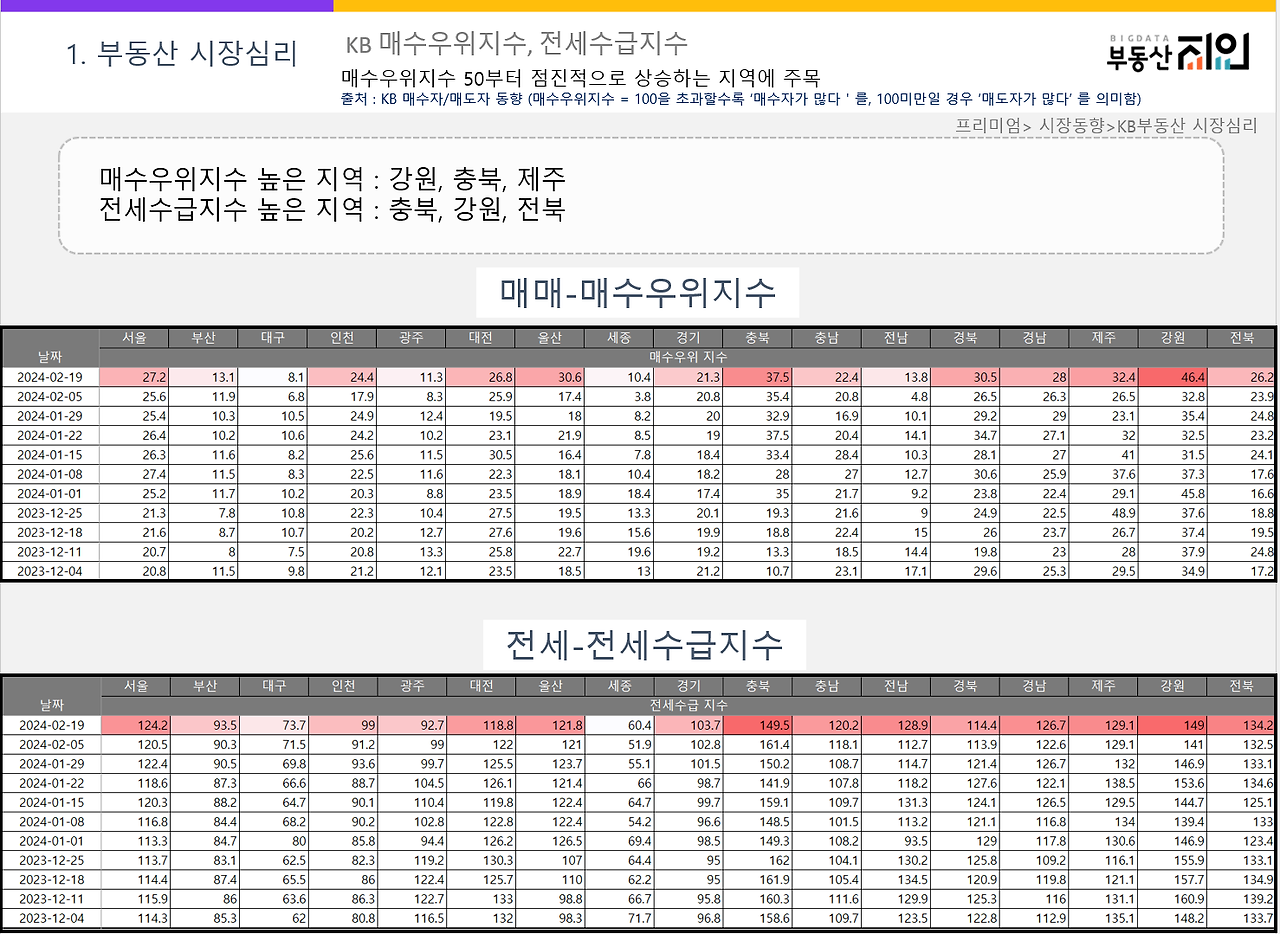 1. 부동산 시장심리
KB 매수우위지수, 전세수급지수
매수우위지수 50부터 점진적으로 상승하는 지역에 주목
출처 : KB 매수자/매도자 동향 (매수우위지수 = 100을 초과할수록 ‘매수자가 많다 ' 를, 100미만일 경우 ‘매도자가 많다’ 를 의미함)
BIGDATA
부동산 지인
프리미엄> 시장동향>KB부동산 시장심리
매수우위지수 높은 지역 : 강원, 충북, 제주
전세수급지수 높은 지역 : 충북, 강원, 전북
매매-매수우위지수
날짜 서울 부산 대구 인천 광주 대전 울산 세종 경기 충북 충남 전남 경북 경남 제주 강원 전북
매수우위 지수
2024-02-19 27.2 13.1 8.1 24.4 11.3 26.8 30.6 10.4 21.3 37.5 22.4 13.8 30.5 28 32.4 46.4 26.2
2024-02-05 25.6 11.9 6.8 17.9 8.3 25.9 17.4 3.8 20.8 35.4 20.8 4.8 26.5 26.3 26.5 32.8 23.9
2024-01-29 25.4 10.3 10.5 24.9 12.4 19.5 18 8.2 20 32.9 16.9 10.1 29.2 29 23.1 35.4 24.8
2024-01-22 26.4 10.2 10.6 24.2 10.2 23.1 21.9 8.5 19 37.5 20.4 14.1 34.7 27.1 32 32.5 23.2
2024-01-15 26.3 11.6 8.2 25.6 11.5 30.5 16.4 7.8 18.4 33.4 28.4 10.3 28.1 27 41 31.5 24.1
2024-01-08 27.4 11.5 8.3 22.5 11.6 22.3 18.1 10.4 18.2 28 27 12.7 30.6 25.9 37.6 37.3 17.6
2024-01-01 25.2 11.7 10.2 20.3 8.8 23.5 18.9 18.4 17.4 35 21.7 9.2 23.8 22.4 29.1 45.8 16.6
2023-12-25 21.3 7.8 10.8 22.3 10.4 27.5 19.5 13.3 20.1 19.3 21.6 9 24.9 22.5 48.9 37.6 18.8
2023-12-18 21.6 8.7 10.7 20.2 12.7 27.6 19.6 15.6 19.9 18.8 22.4 15 26 23.7 26.7 37.4 19.5
2023-12-11 20.7 8 7.5 20.8 13.3 25.8 22.7 19.6 19.2 13.3 18.5 14.4 19.8 23 28 37.9 24.8
2023-12-04 20.8 11.5 9.8 21.2 12.1 23.5 18.5 13 21.2 10.7 23.1 17.1 29.6 25.3 29.5 34.9 17.2
전세-전세수급지수
날짜 서울 부산 대구 인천 광주 대전 울산 세종 경기 충북 충남 전남 경북 경남 제주 강원 전북
전세수급 지수
2024-02-19 124.2 93.5 73.7 99 92.7 118.8 121.8 60.4 103.7 149.5 120.2 128.9 114.4 126.7 129.1 149 134.2
2024-02-05 120.5 90.3 71.5 91.2 99 122 121 51.9 102.8 161.4 118.1 112.7 113.9 122.6 129.1 141 132.5
2024-01-29 122.4 90.5 69.8 93.6 99.7 125.5 123.7 55.1 101.5 150.2 108.7 114.7 121.4 126.7 132 146.9 133.1
2024-01-22 118.6 87.3 66.6 88.7 104.5 126.1 121.4 66 98.7 141.9 107.8 118.2 127.6 122.1 138.5 153.6 134.6
2024-01-15 120.3 88.2 64.7 90.1 110.4 119.8 122.4 64.7 99.7 159.1 109.7 131.3 124.1 126.5 129.5 144.7 125.1
2024-01-08 116.8 84.4 68.2 90.2 102.8 122.8 122.4 54.2 96.6 148.5 101.5 113.2 121.1 116.8 134 139.4 133
2024-01-01 113.3 84.7 80 85.8 94.4 126.2 126.5 69.4 98.5 149.3 108.2 93.5 129 117.8 130.6 146.9 123.4
2023-12-25 113.7 83.1 62.5 82.3 119.2 130.3 107 64.4 95 162 104.1 130.2 125.8 109.2 116.1 155.9 133.1
2023-12-18 114.4 87.4 65.5 86 122.4 125.7 110 62.2 95 161.9 105.4 134.5 120.9 119.8 121.1 157.7 134.9
2023-12-11 115.9 86 63.6 86.3 122.7 133 98.8 66.7 95.8 160.3 111.6 129.9 125.3 116 131.1 160.9 139.2
2023-12-04 114.3 85.3 62 80.8 116.5 132 98.3 71.7 96.8 158.6 109.7 123.5 122.8 112.9 135.1 148.2 133.7